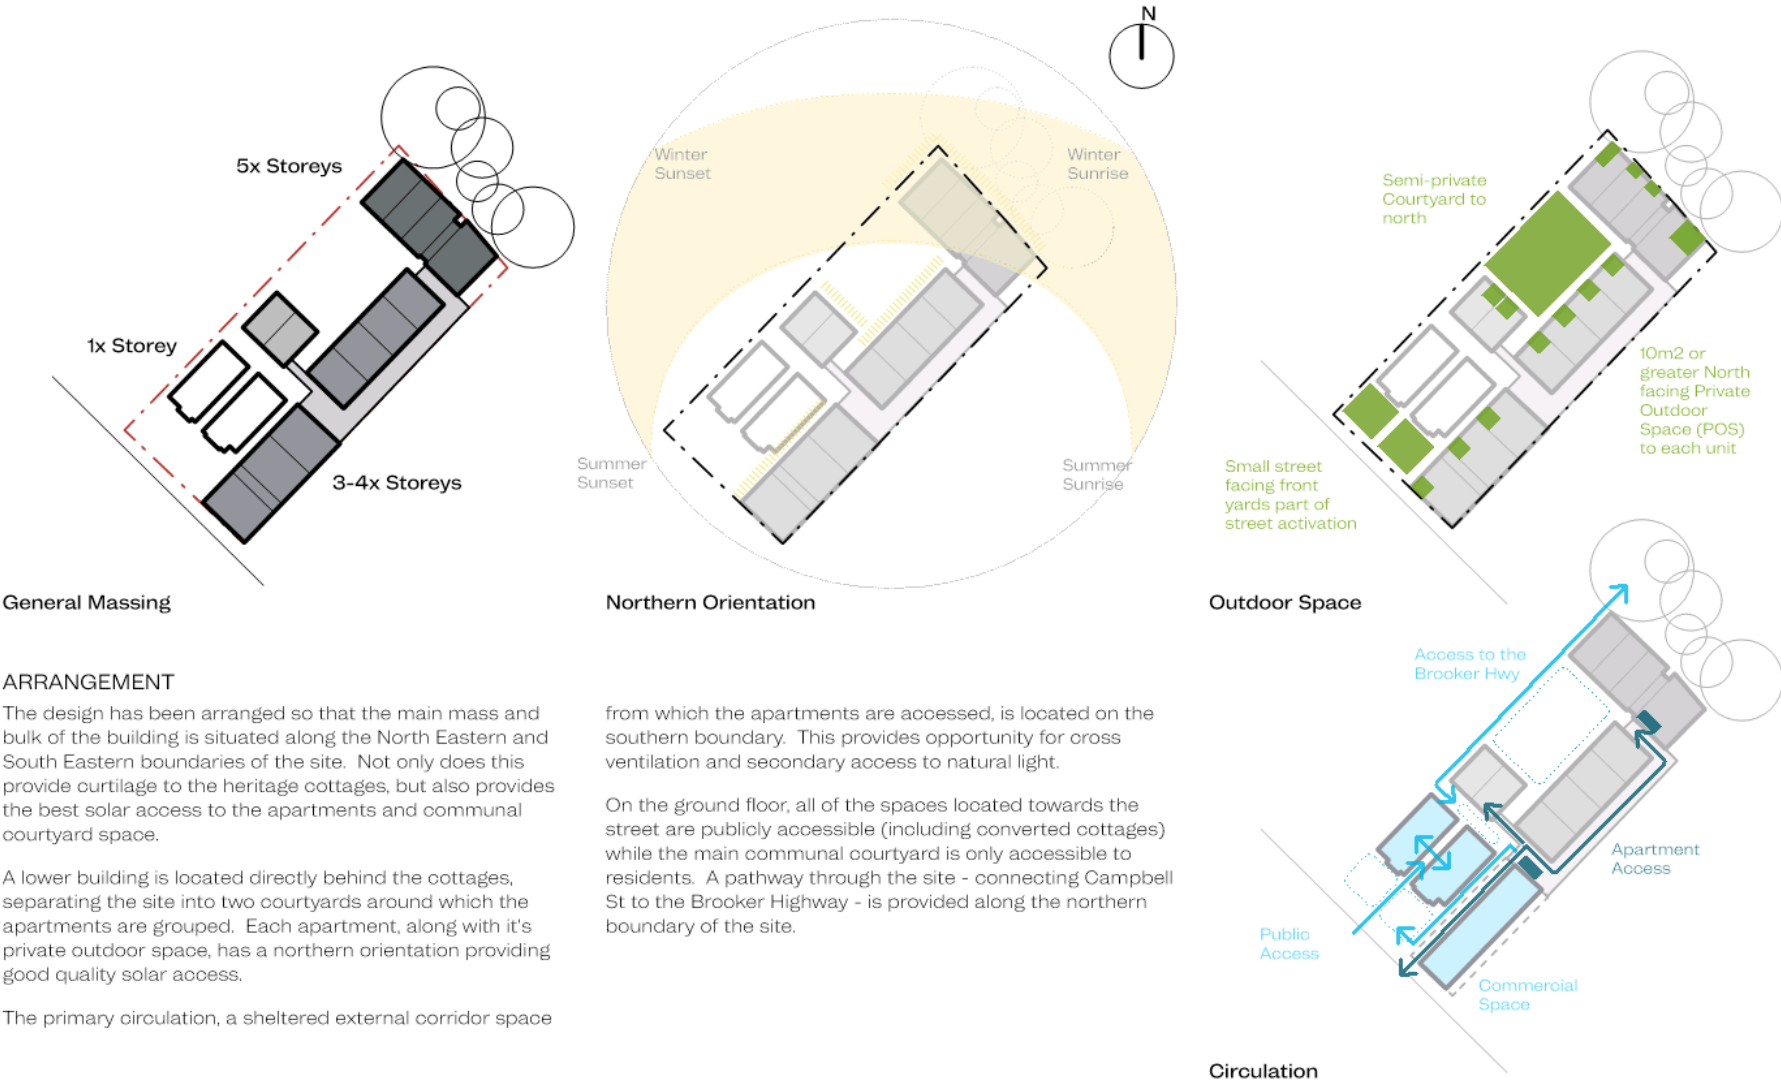 N
5x Storeys
1x Storey
3-4x Storeys
General Massing
Winter
Sunset
Winter
Sunrise
Summer
Sunset
Summer
Sunrise
Northern Orientation
Semi-private
Courtyard to
north
10m2 or
greater North
facing Private
Outdoor
Space (POS)
to each unit
Small street
facing front
yards part of
street activation
Outdoor Space
ARRANGEMENT
The design has been arranged so that the main mass and
bulk of the building is situated along the North Eastern and
South Eastern boundaries of the site. Not only does this
provide curtilage to the heritage cottages, but also provides
the best solar access to the apartments and communal
courtyard space.
A lower building is located directly behind the cottages,
separating the site into two courtyards around which the
apartments are grouped. Each apartment, along with it's
private outdoor space, has a northern orientation providing
good quality solar access.
The primary circulation, a sheltered external corridor space
from which the apartments are accessed, is located on the
southern boundary. This provides opportunity for cross
ventilation and secondary access to natural light.
On the ground floor, all of the spaces located towards the
street are publicly accessible (including converted cottages)
while the main communal courtyard is only accessible to
residents. A pathway through the site - connecting Campbell
St to the Brooker Highway - is provided along the northern
boundary of the site.
Access to the
Brooker Hwy
Apartment
Access
Public
Access
Commercial
Space
Circulation